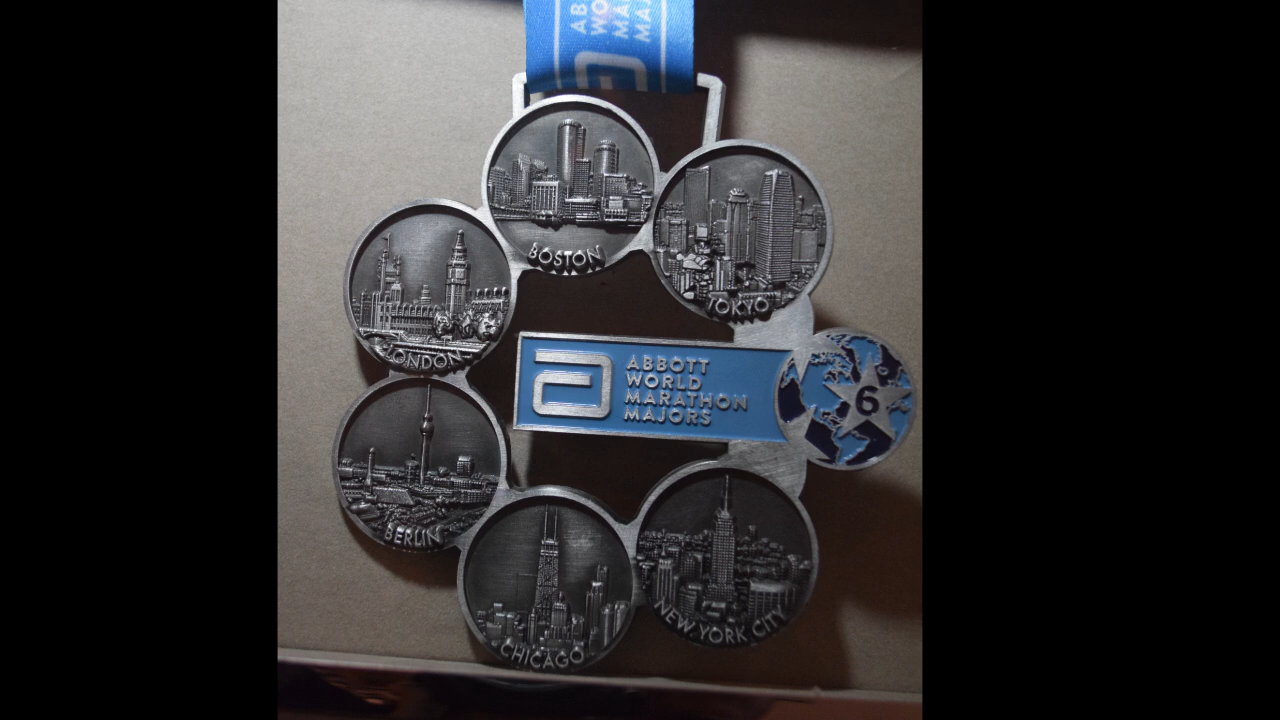 BOSTON
TOKYO
LONDON
ABBOTT
WORLD
MARATHON
MAJORS
6
BERLIN
NEW YORK CITY
CHICAGO